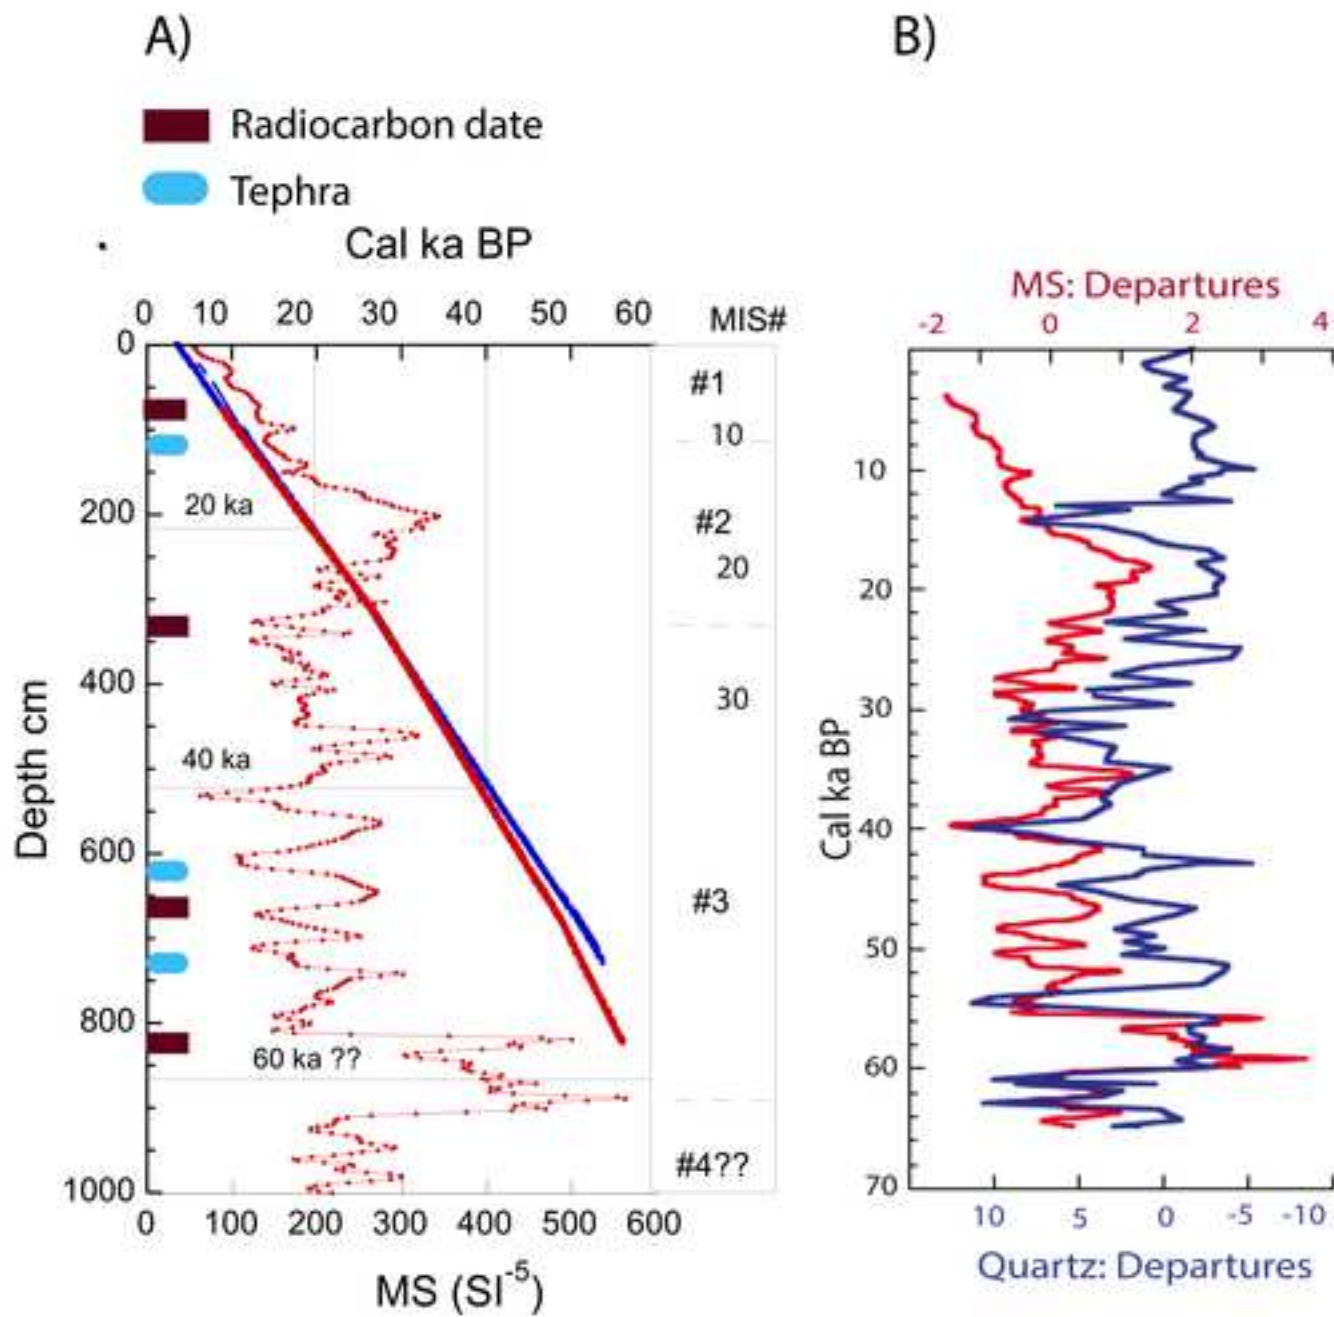 A)
B)
Radiocarbon date
Tephra
Cal ka BP
0 10 20 30 40 50 60 MIS#
0
200
400
600
800
1000
Depth cm
20 ka
40 ka
60 ka ??
#1
10
#2
20
30
#3
#4??
0 100 200 300 400 500 600
MS (SI-5)
MS: Departures
-2 0 2 4
10
20
30
40
50
60
70
Cal ka BP
10 5 0 -5 -10
Quartz: Departures